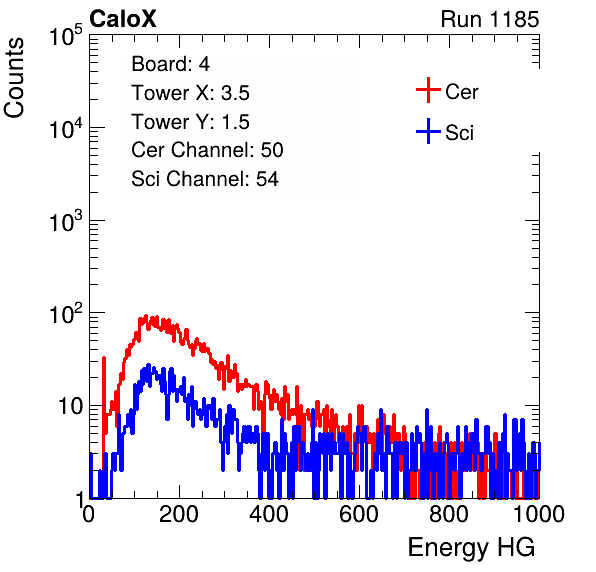 CaloX Run 1185
Counts
10^5
10^4
10^3
10^2
10
1
Board: 4
Tower X: 3.5
Tower Y: 1.5
Cer Channel: 50
Sci Channel: 54
Cer
Sci
0 200 400 600 800 1000
Energy HG